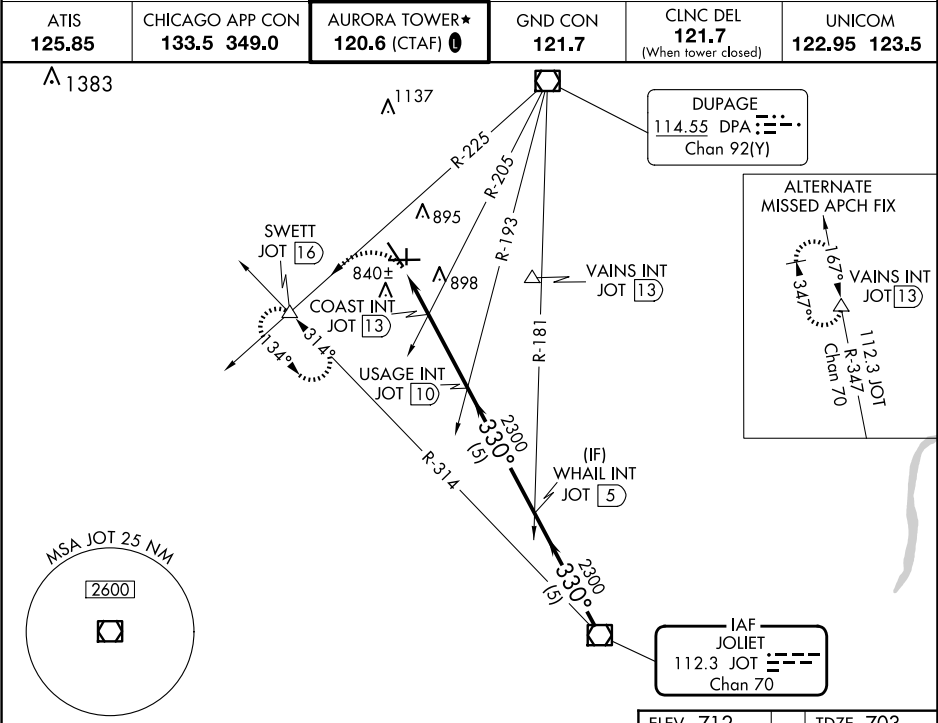 ATIS
125.85
CHICAGO APP CON
133.5 349.0
AURORA TOWER★
120.6 (CTAF) L
GND CON
121.7
CLNC DEL
121.7
(When tower closed)
UNICOM
122.95 123.5
1383
1137
DUPAGE
114.55 DPA
Chan 92(Y)
R-225
R-205
R-193
R-181
895
898
840±
SWETT
JOT 16
COAST INT
JOT 13
USAGE INT
JOT 10
VAINS INT
JOT 13
ALTERNATE
MISSED APCH FIX
167°
347°
VAINS INT
JOT 13
112.3 JOT
R-347
Chan 70
134°
314°
R-314
2300
330°
(5)
(IF)
WHAIL INT
JOT 5
2300
330°
(5)
MSA JOT 25 NM
2600
IAF
JOLIET
112.3 JOT
Chan 70
ELEV 712
TDZE 703